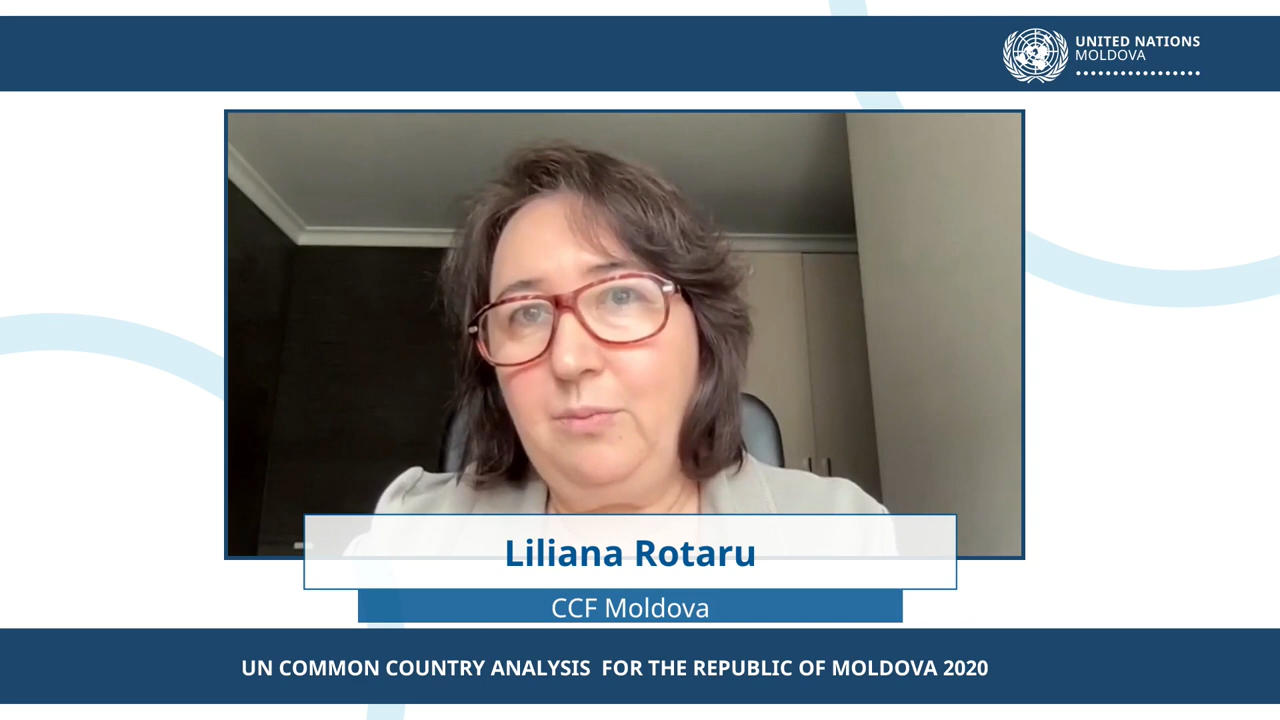 UNITED NATIONS
MOLDOVA
Liliana Rotaru
CCF Moldova
UN COMMON COUNTRY ANALYSIS  FOR THE REPUBLIC OF MOLDOVA 2020